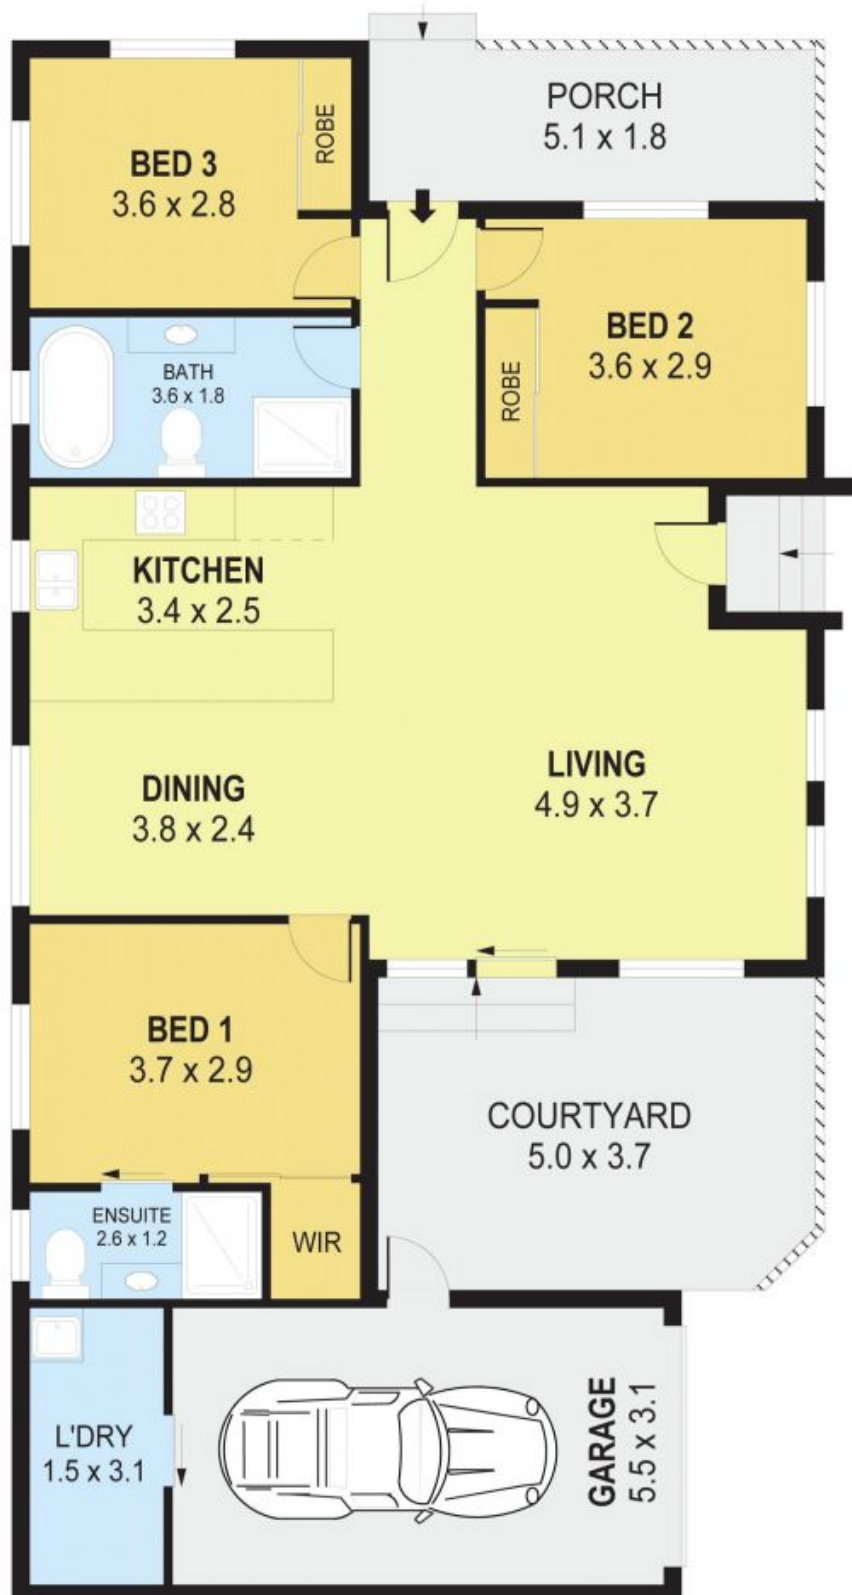 PORCH
5.1 x 1.8
BED 3
3.6 x 2.8
ROBE
BED 2
3.6 x 2.9
ROBE
BATH
3.6 x 1.8
KITCHEN
3.4 x 2.5
DINING
3.8 x 2.4
LIVING
4.9 x 3.7
BED 1
3.7 x 2.9
COURTYARD
5.0 x 3.7
ENSUITE
2.6 x 1.2
WIR
L'DRY
1.5 x 3.1
GARAGE
5.5 x 3.1